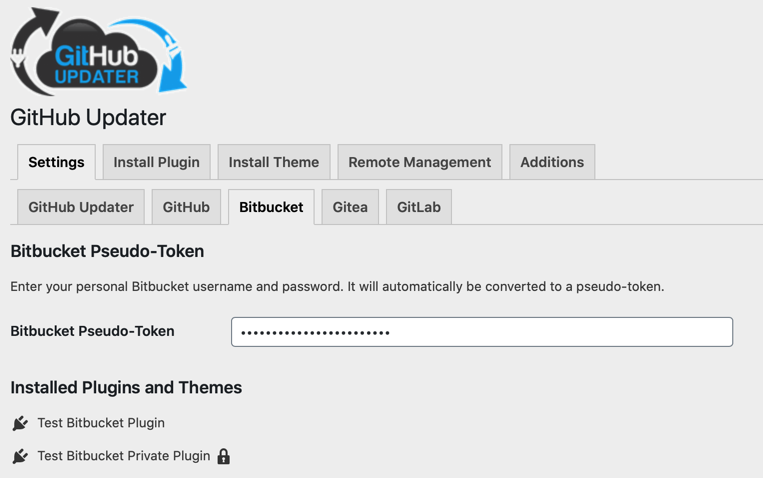 GitHub
UPDATER
GitHub Updater
Settings Install Plugin Install Theme Remote Management Additions
GitHub Updater GitHub Bitbucket Gitea GitLab
Bitbucket Pseudo-Token
Enter your personal Bitbucket username and password. It will automatically be converted to a pseudo-token.
Bitbucket Pseudo-Token ••••••••••••••••••••••••
Installed Plugins and Themes
Test Bitbucket Plugin
Test Bitbucket Private Plugin